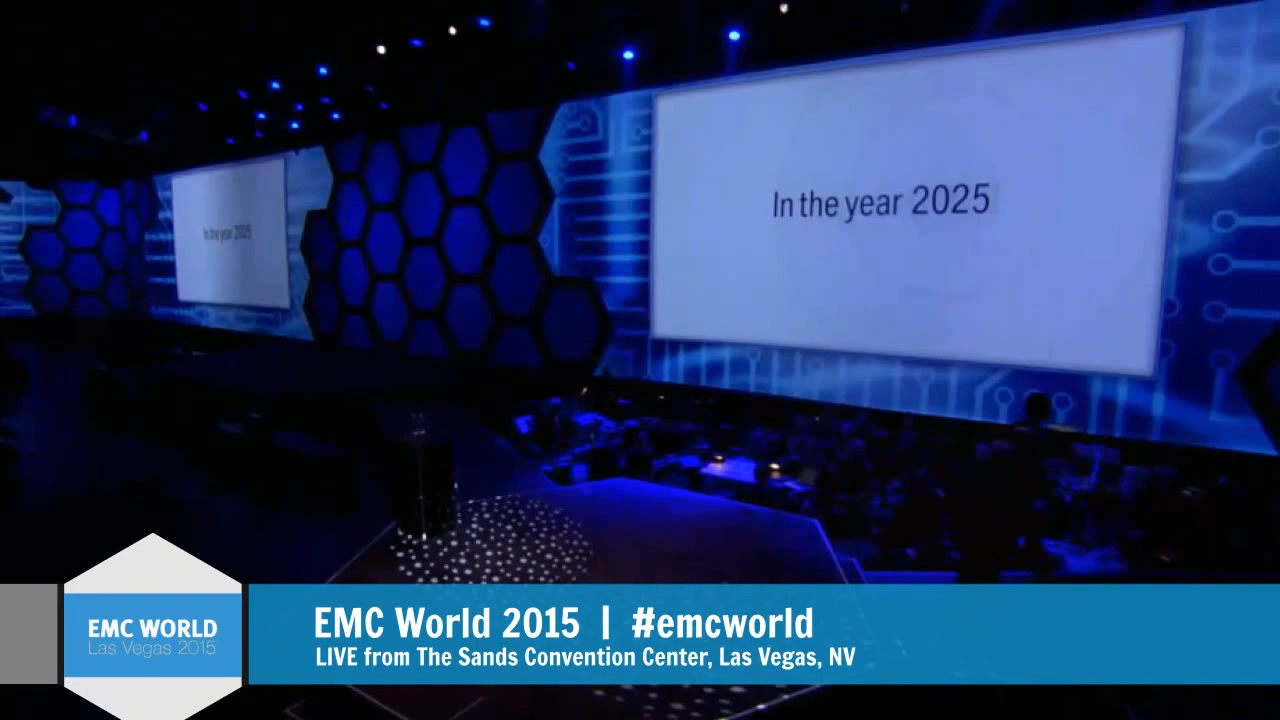 In the year 2025
In the year 2025
EMC WORLD
Las Vegas 2015
EMC World 2015 | #emcworld
LIVE from The Sands Convention Center, Las Vegas, NV